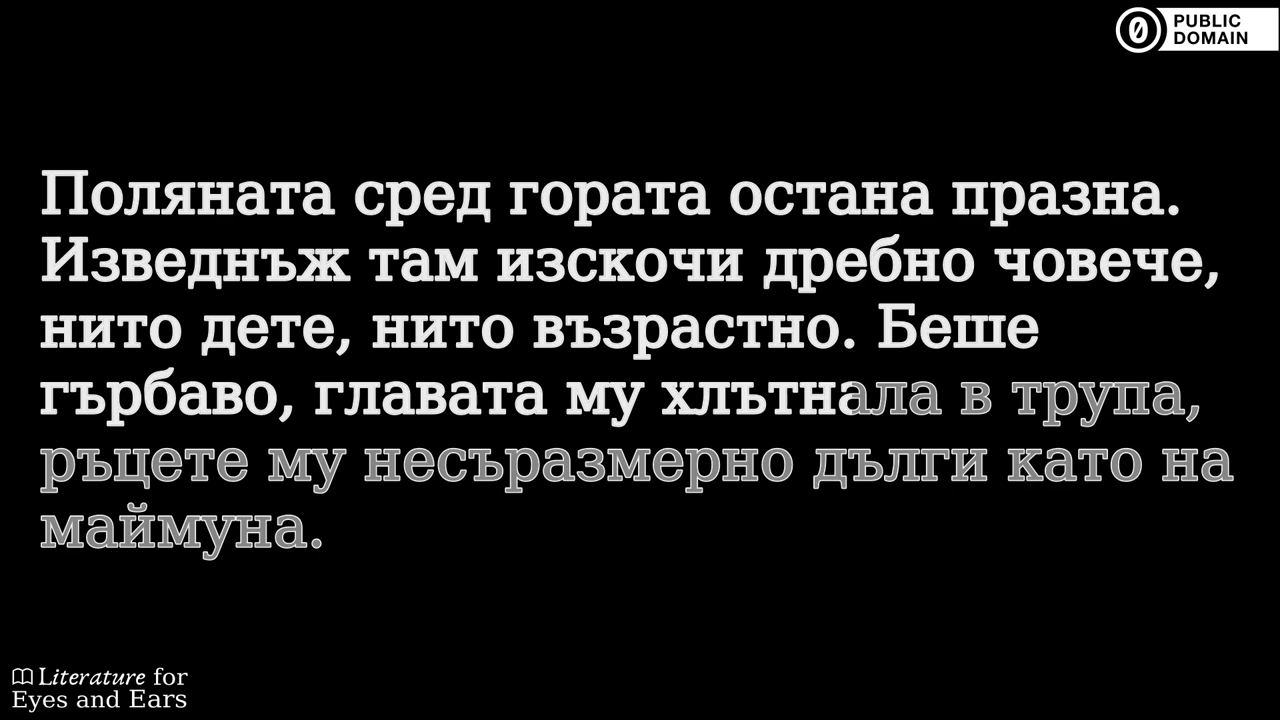 PUBLIC
DOMAIN
Поляната сред гората остана празна.
Изведнъж там изскочи дребно човече,
нито дете, нито възрастно. Беше
гърбаво, главата му хлътнала в трупа,
ръцете му несъразмерно дълги като на
маймуна.
Literature for
Eyes and Ears